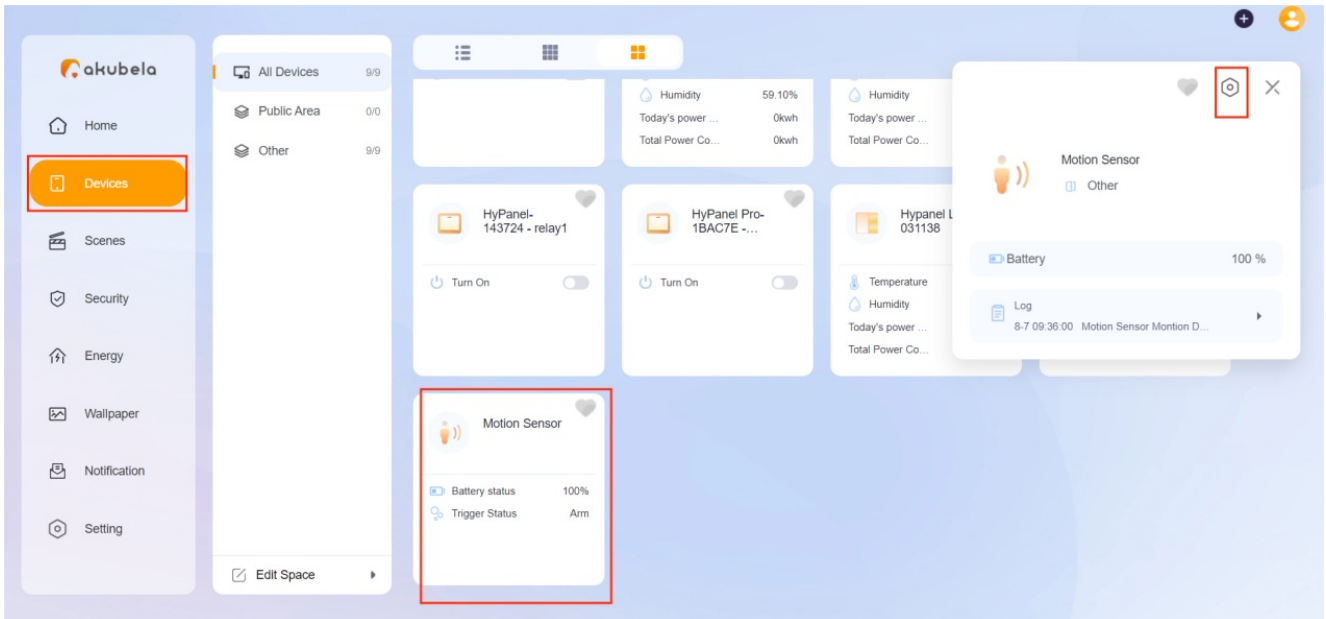 akubela
Home
Devices
Scenes
Security
Energy
Wallpaper
Notification
Setting
All Devices 9/9
Public Area 0/0
Other 9/9
Edit Space
Humidity 59.10%
Today's power ... 0kwh
Total Power Co... 0kwh
Humidity
Today's power ...
Total Power Co...
HyPanel-
143724 - relay1
Turn On
HyPanel Pro-
1BAC7E -...
Turn On
Hypanel L
031138
Temperature
Humidity
Today's power ...
Total Power Co...
Motion Sensor
Battery status 100%
Trigger Status Arm
Motion Sensor
Other
Battery 100 %
Log
8-7 09:36:00 Motion Sensor Montion D...